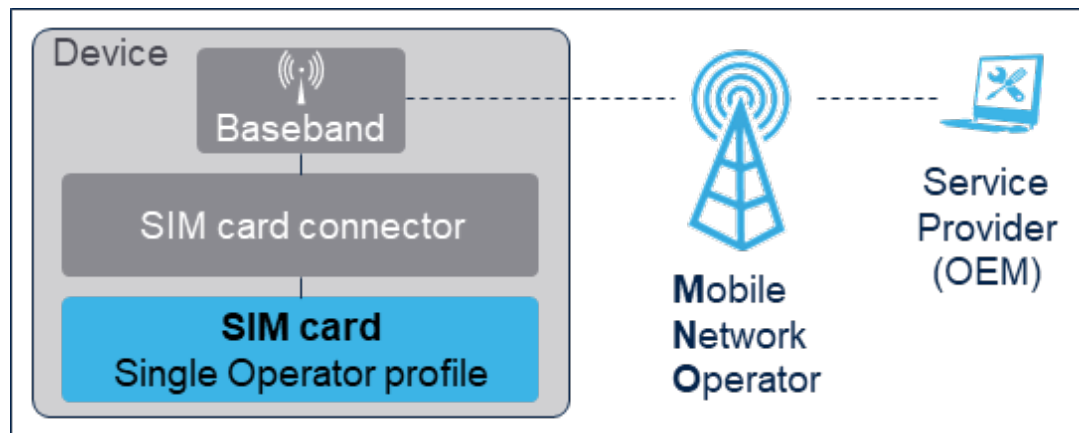 Device
Baseband
SIM card connector
SIM card
Single Operator profile
Mobile
Network
Operator
Service
Provider
(OEM)